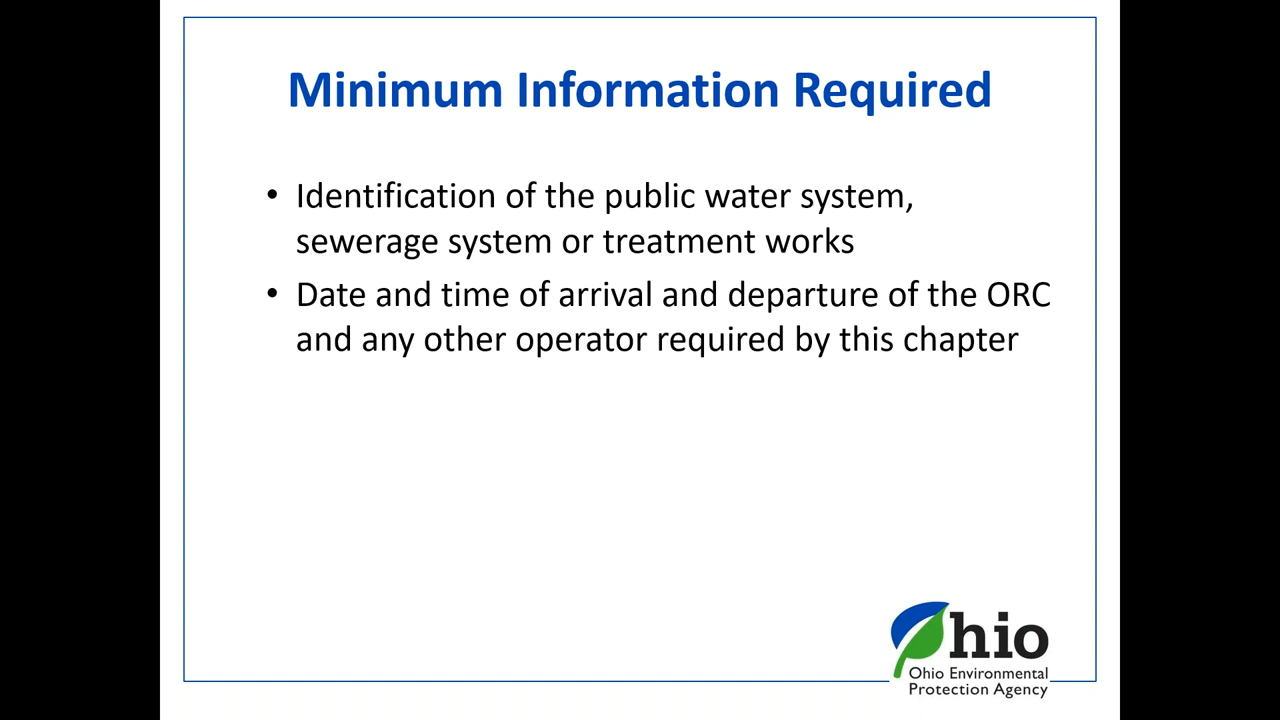 Minimum Information Required
• Identification of the public water system,
sewerage system or treatment works
• Date and time of arrival and departure of the ORC
and any other operator required by this chapter
Ohio
Ohio Environmental
Protection Agency